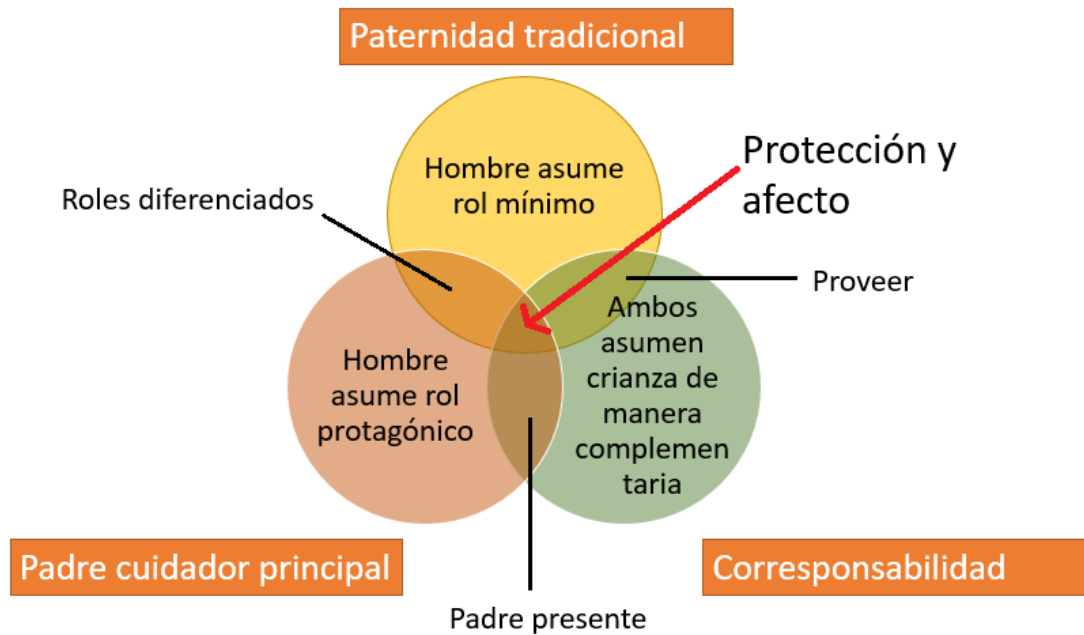 Paternidad tradicional
Hombre asume
rol mínimo
Protección y
afecto
Roles diferenciados
Proveer
Hombre
asume rol
protagónico
Ambos
asumen
crianza de
manera
complemen
taria
Padre cuidador principal
Corresponsabilidad
Padre presente